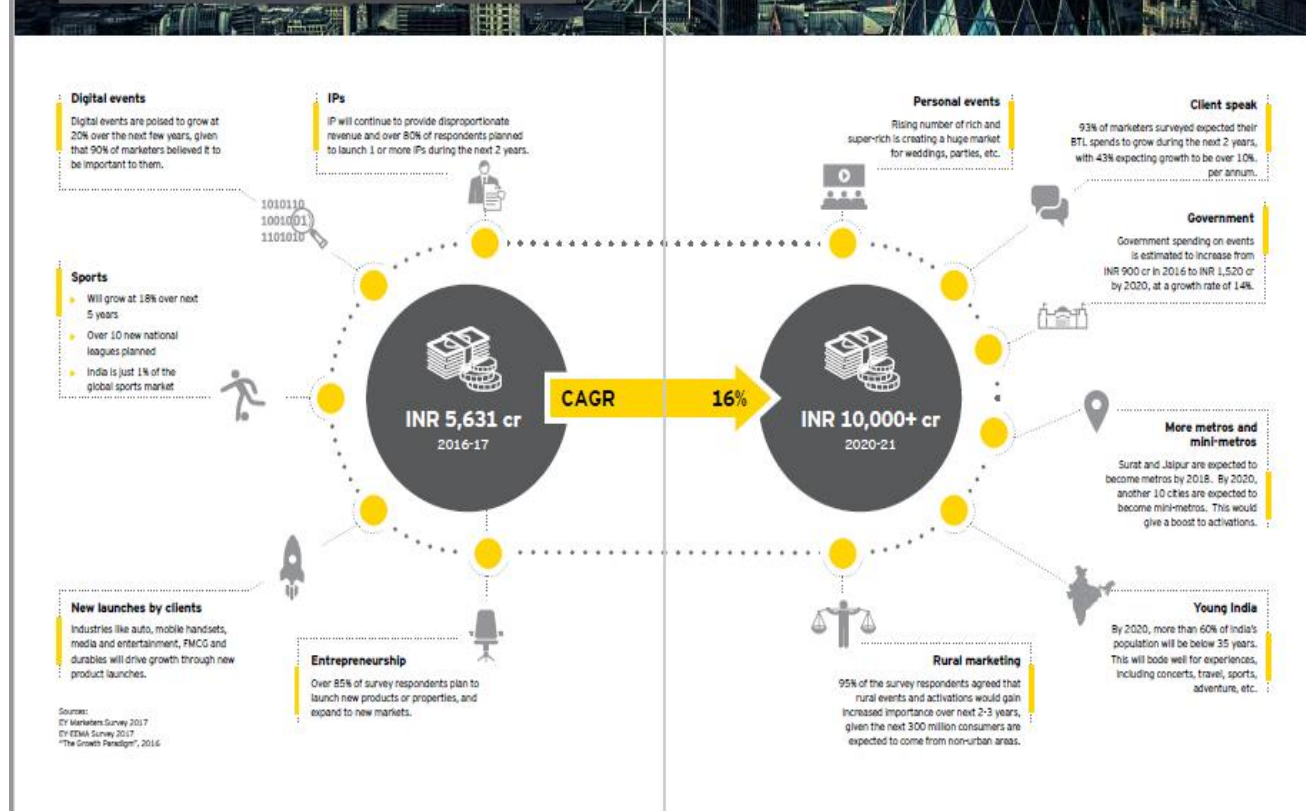 Digital events
Digital events are poised to grow at
20% over the next few years, given
that 90% of marketers believed it to
be important to them.
IPs
IP will continue to provide disproportionate
revenue and over 80% of respondents planned
to launch 1 or more IPs during the next 2 years.
Personal events
Rising number of rich and
super-rich is creating a huge market
for weddings, parties, etc.
Client speak
93% of marketers surveyed expected their
BTL spends to grow during the next 2 years,
with 43% expecting growth to be over 10%.
per annum.
1010110
1001001
1101010
Government
Government spending on events
is estimated to increase from
INR 900 cr in 2016 to INR 1,520 cr
by 2020, at a growth rate of 14%.
Sports
Will grow at 18% over next
5 years
Over 10 new national
leagues planned
India is just 1% of the
global sports market
INR 5,631 cr
2016-17
CAGR 16%
INR 10,000+ cr
2020-21
More metros and
mini-metros
Surat and Jaipur are expected to
become metros by 2018. By 2020,
another 10 cities are expected to
become mini-metros. This would
give a boost to activations.
New launches by clients
Industries like auto, mobile handsets,
media and entertainment, FMCG and
durables will drive growth through new
product launches.
Entrepreneurship
Over 85% of survey respondents plan to
launch new products or properties, and
expand to new markets.
Rural marketing
95% of the survey respondents agreed that
rural events and activations would gain
increased importance over next 2-3 years,
given the next 300 million consumers are
expected to come from non-urban areas.
Young India
By 2020, more than 60% of India's
population will be below 35 years.
This will bode well for experiences,
including concerts, travel, sports,
adventure, etc.
Sources:
EY Marketers Survey 2017
EY-EEMA Survey 2017
"The Growth Paradigm", 2016